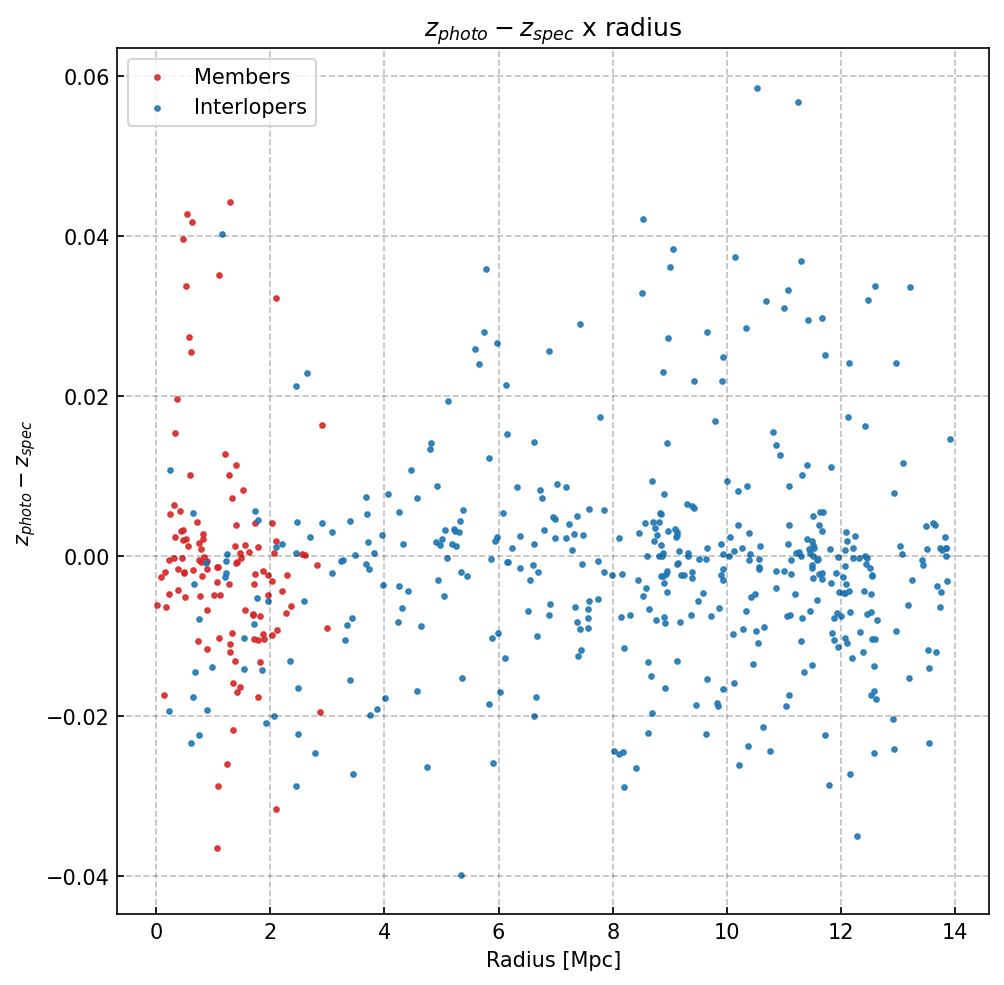 z_photo − z_spec x radius
Members
Interlopers
0.06
0.04
0.02
0.00
−0.02
−0.04
z_photo − z_spec
0 2 4 6 8 10 12 14
Radius [Mpc]